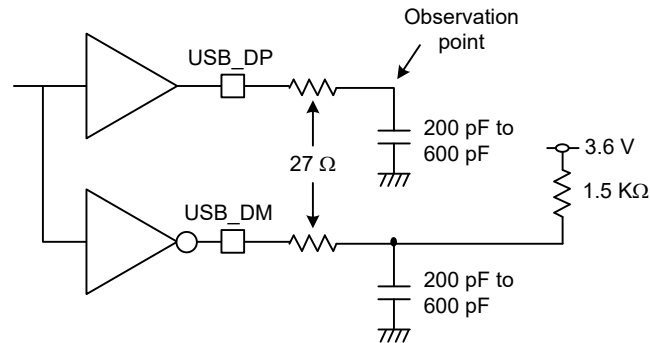 Observation
point
USB_DP
200 pF to
600 pF
3.6 V
27 Ω
1.5 KΩ
USB_DM
200 pF to
600 pF